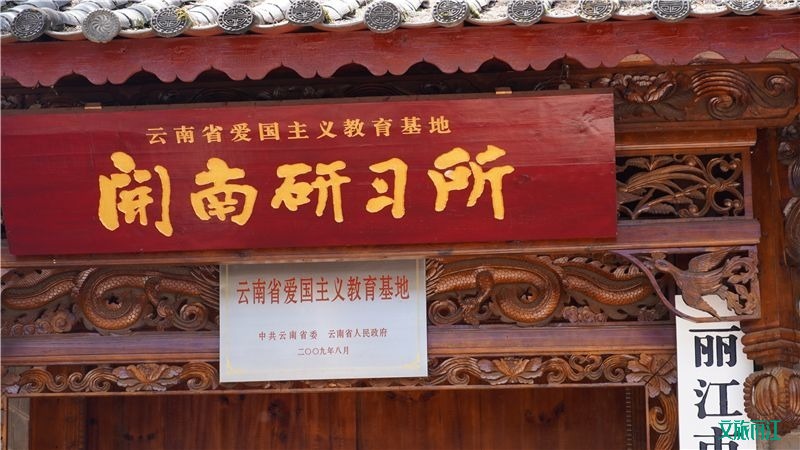 云南省爱国主义教育基地
開南研习所
云南省爱国主义教育基地
中共云南省委 云南省人民政府
二〇〇九年八月
丽江市
文旅丽江